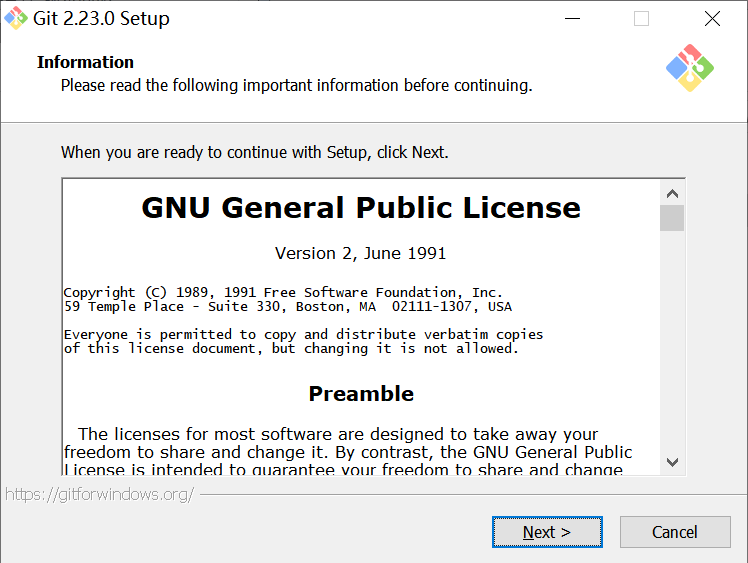 Git 2.23.0 Setup
Information
Please read the following important information before continuing.
When you are ready to continue with Setup, click Next.
GNU General Public License
Version 2, June 1991
Copyright (C) 1989, 1991 Free Software Foundation, Inc.
59 Temple Place - Suite 330, Boston, MA  02111-1307, USA
Everyone is permitted to copy and distribute verbatim copies
of this license document, but changing it is not allowed.
Preamble
The licenses for most software are designed to take away your
freedom to share and change it. By contrast, the GNU General Public
License is intended to guarantee your freedom to share and change
https://gitforwindows.org/
Next >
Cancel